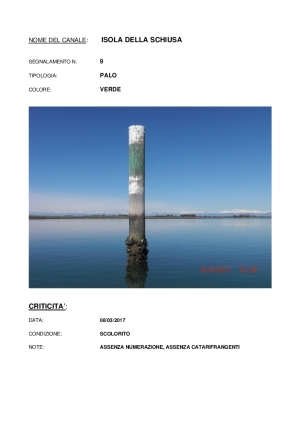 NOME DEL CANALE: ISOLA DELLA SCHIUSA
SEGNALAMENTO N. 9
TIPOLOGIA: PALO
COLORE: VERDE
CRITICITA':
DATA: 08/03/2017
CONDIZIONE: SCOLORITO
NOTE: ASSENZA NUMERAZIONE, ASSENZA CATARIFRANGENTI